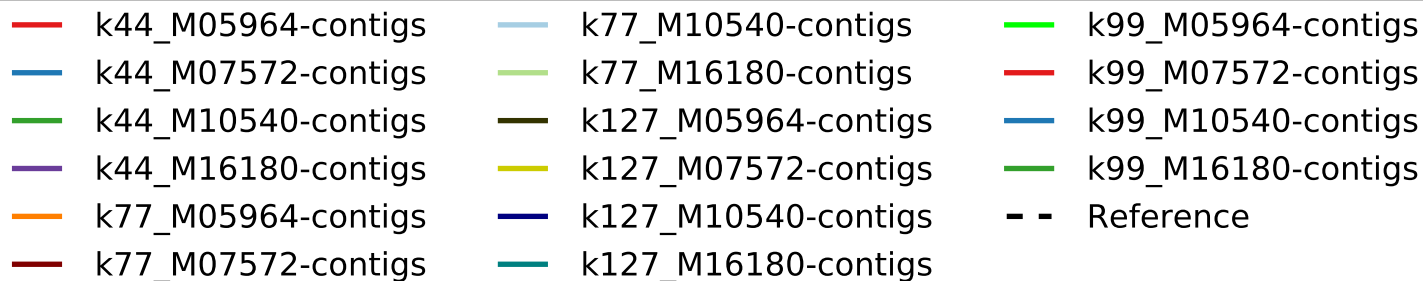 k44_M05964-contigs
k44_M07572-contigs
k44_M10540-contigs
k44_M16180-contigs
k77_M05964-contigs
k77_M07572-contigs
k77_M10540-contigs
k77_M16180-contigs
k127_M05964-contigs
k127_M07572-contigs
k127_M10540-contigs
k127_M16180-contigs
k99_M05964-contigs
k99_M07572-contigs
k99_M10540-contigs
k99_M16180-contigs
Reference